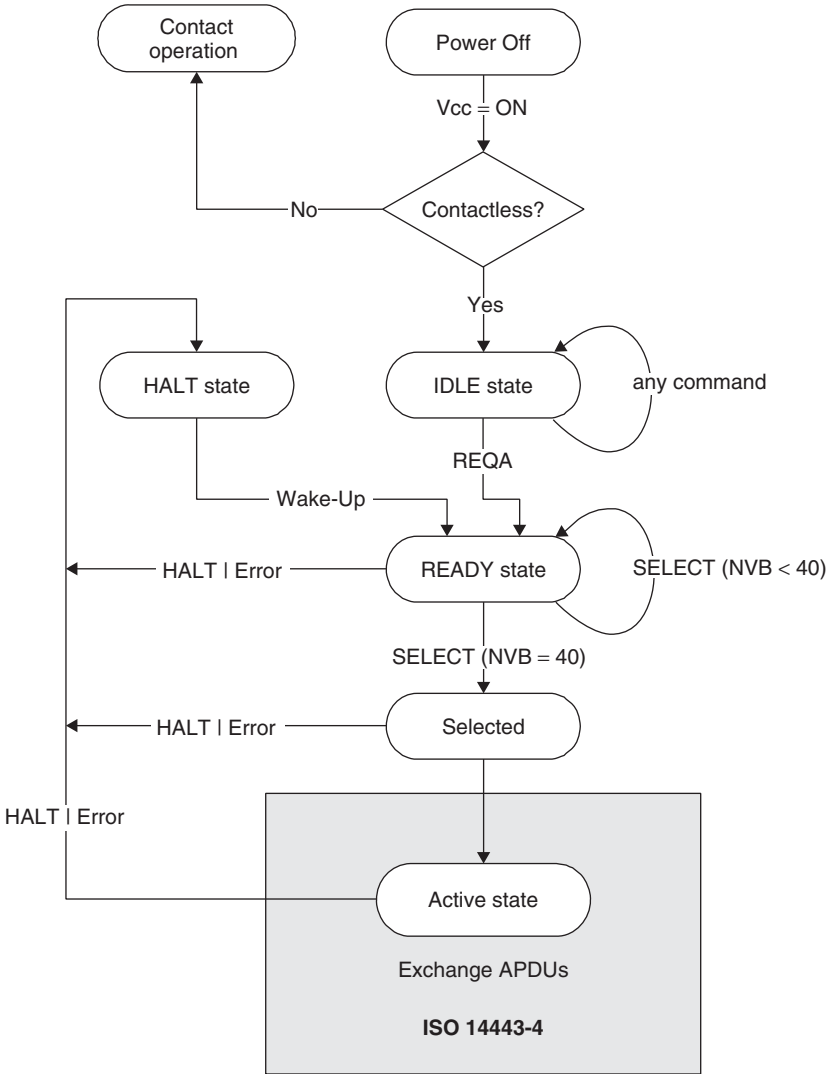 Contact
operation
Power Off
Vcc = ON
Contactless?
No
Yes
HALT state
IDLE state
any command
REQA
Wake-Up
READY state
HALT | Error
SELECT (NVB < 40)
SELECT (NVB = 40)
Selected
HALT | Error
HALT | Error
Active state
Exchange APDUs
ISO 14443-4